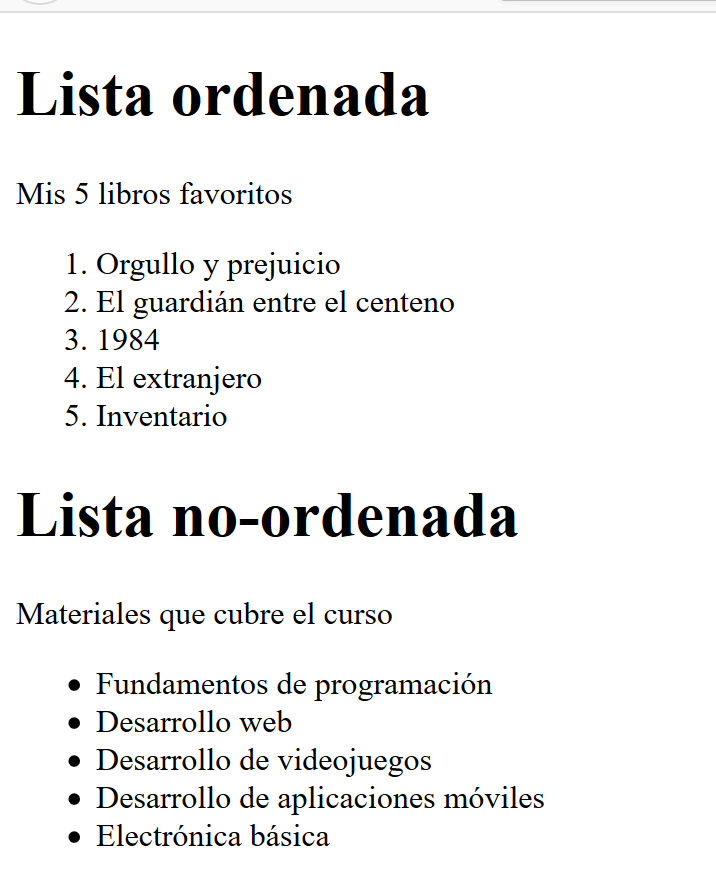 Lista ordenada
Mis 5 libros favoritos
1. Orgullo y prejuicio
2. El guardián entre el centeno
3. 1984
4. El extranjero
5. Inventario
Lista no-ordenada
Materiales que cubre el curso
• Fundamentos de programación
• Desarrollo web
• Desarrollo de videojuegos
• Desarrollo de aplicaciones móviles
• Electrónica básica